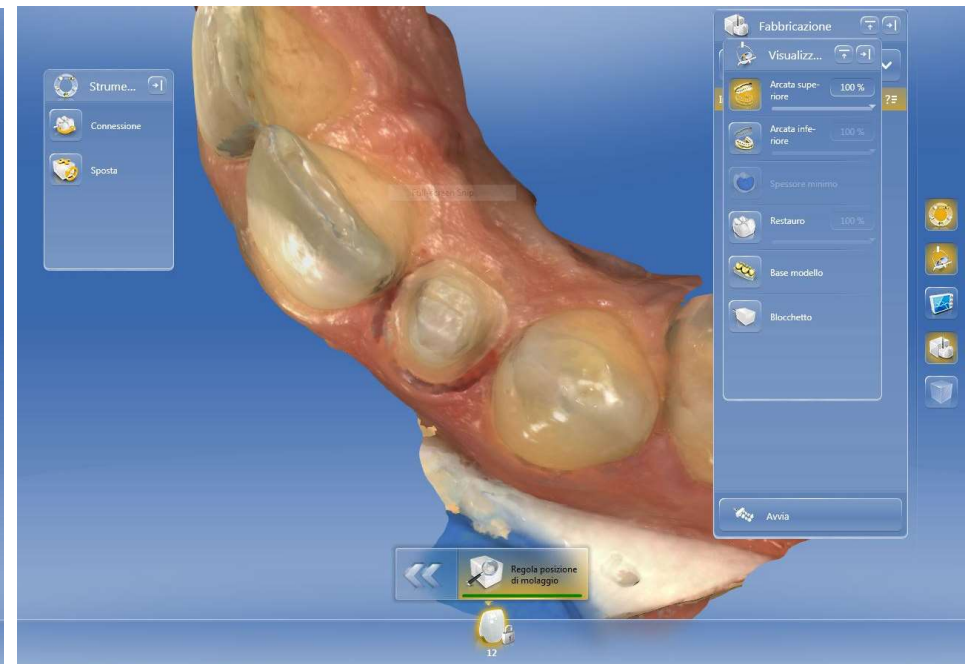 Strume...
Connessione
Sposta
Fabbricazione
Visualizz...
Arcata supe-
riore
100 %
Arcata infe-
riore
100 %
Spessore minimo
Restauro
100 %
Base modello
Blocchetto
Avvia
Regola posizione
di molaggio
12